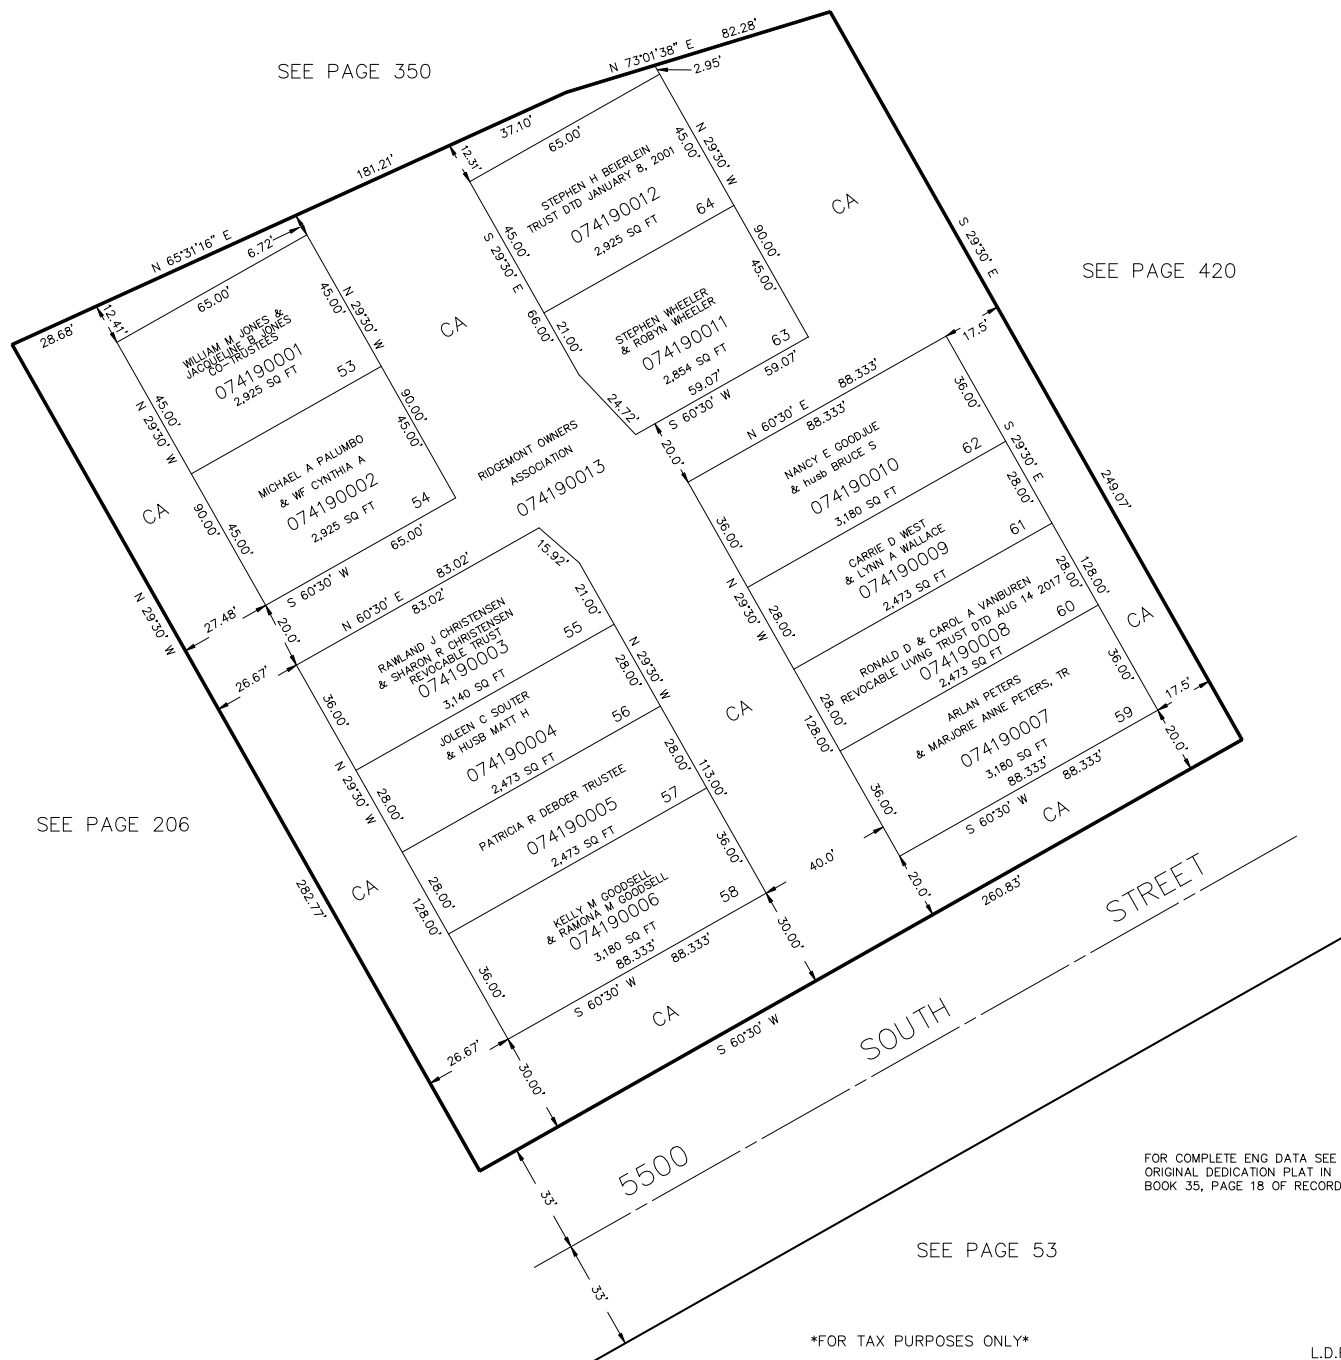 SEE PAGE 350
N 73°01'38" E
82.28'
2.95'
37.10'
12.31'
65.00'
181.21'
N 65°31'16" E
6.72'
28.68'
12.41'
65.00'
STEPHEN H BEIERLEIN
TRUST DTD JANUARY 8, 2001
074190012
2,925 SQ FT
64
45.00'
N 29°30' W
45.00'
S 29°30' E
66.00'
CA
S 29°30' E
SEE PAGE 420
WILLIAM M JONES &
JACQUELINE B JONES
CO-TRUSTEES
074190001
2,925 SQ FT
53
45.00'
N 29°30' W
45.00'
N 29°30' W
CA
STEPHEN WHEELER
& ROBYN WHEELER
074190011
2,854 SQ FT
63
90.00'
45.00'
21.00'
24.72'
59.07'
S 60°30' W
59.07'
17.5'
MICHAEL A PALUMBO
& WF CYNTHIA A
074190002
2,925 SQ FT
54
90.00'
45.00'
90.00'
45.00'
65.00'
S 60°30' W
CA
RIDGEMONT OWNERS
ASSOCIATION
074190013
N 60°30' E
88.333'
88.333'
20.0'
NANCY E GOODJUE
& husb BRUCE S
074190010
3,180 SQ FT
62
36.00'
36.00'
S 29°30' E
249.07'
N 29°30' W
27.48'
20.0'
26.67'
N 60°30' E
83.02'
83.02'
15.92'
21.00'
RAWLAND J CHRISTENSEN
& SHARON R CHRISTENSEN
REVOCABLE TRUST
074190003
3,140 SQ FT
55
36.00'
N 29°30' W
CARRIE D WEST
& LYNN A WALLACE
074190009
2,473 SQ FT
61
28.00'
28.00'
N 29°30' W
RONALD D & CAROL A VANBUREN
REVOCABLE LIVING TRUST DTD AUG 14 2017
074190008
2,473 SQ FT
60
28.00'
128.00'
28.00'
128.00'
CA
JOLEEN C SOUTER
& HUSB MATT H
074190004
2,473 SQ FT
56
28.00'
28.00'
N 29°30' W
CA
ARLAN PETERS
& MARJORIE ANNE PETERS, TR
074190007
3,180 SQ FT
59
36.00'
36.00'
88.333'
S 60°30' W
88.333'
17.5'
20.0'
CA
SEE PAGE 206
PATRICIA R DEBOER TRUSTEE
074190005
2,473 SQ FT
57
28.00'
113.00'
28.00'
128.00'
282.77'
CA
KELLY M GOODSELL
& RAMONA M GOODSELL
074190006
3,180 SQ FT
58
36.00'
36.00'
88.333'
S 60°30' W
88.333'
40.0'
20.0'
260.83'
30.00'
CA
26.67'
30.00'
S 60°30' W
5500 SOUTH STREET
33'
33'
FOR COMPLETE ENG DATA SEE
ORIGINAL DEDICATION PLAT IN
BOOK 35, PAGE 18 OF RECORD
SEE PAGE 53
*FOR TAX PURPOSES ONLY*